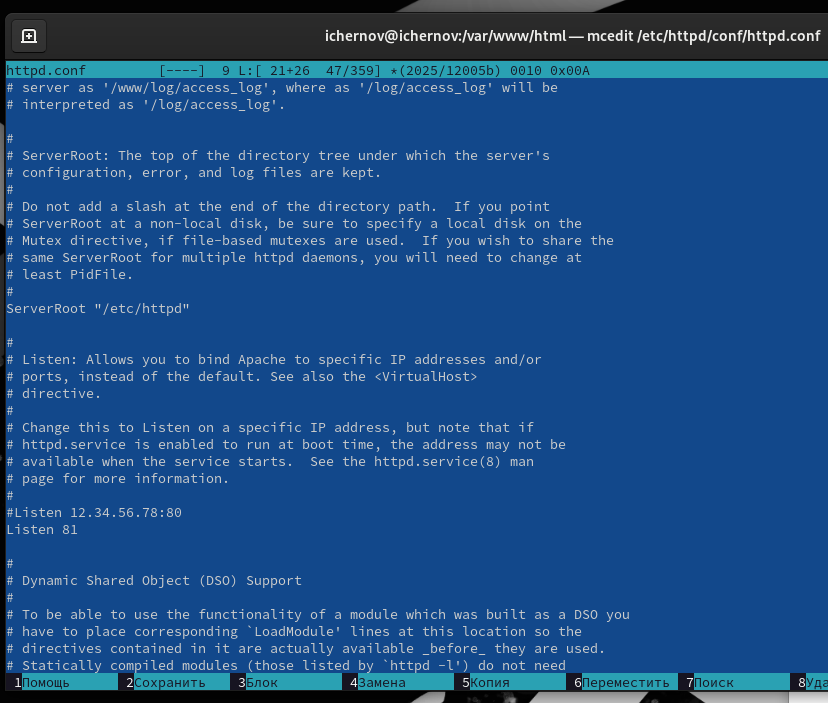 ichernov@ichernov:/var/www/html — mcedit /etc/httpd/conf/httpd.conf
httpd.conf [----] 9 L:[ 21+26 47/359] *(2025/12005b) 0010 0x00A
# server as '/www/log/access_log', where as '/log/access_log' will be
# interpreted as '/log/access_log'.
#
# ServerRoot: The top of the directory tree under which the server's
# configuration, error, and log files are kept.
#
# Do not add a slash at the end of the directory path.  If you point
# ServerRoot at a non-local disk, be sure to specify a local disk on the
# Mutex directive, if file-based mutexes are used.  If you wish to share the
# same ServerRoot for multiple httpd daemons, you will need to change at
# least PidFile.
#
ServerRoot "/etc/httpd"
#
# Listen: Allows you to bind Apache to specific IP addresses and/or
# ports, instead of the default. See also the <VirtualHost>
# directive.
#
# Change this to Listen on a specific IP address, but note that if
# httpd.service is enabled to run at boot time, the address may not be
# available when the service starts.  See the httpd.service(8) man
# page for more information.
#
#Listen 12.34.56.78:80
Listen 81
#
# Dynamic Shared Object (DSO) Support
#
# To be able to use the functionality of a module which was built as a DSO you
# have to place corresponding `LoadModule' lines at this location so the
# directives contained in it are actually available _before_ they are used.
# Statically compiled modules (those listed by `httpd -l') do not need
1Помощь 2Сохранить 3Блок 4Замена 5Копия 6Переместить 7Поиск 8Уда